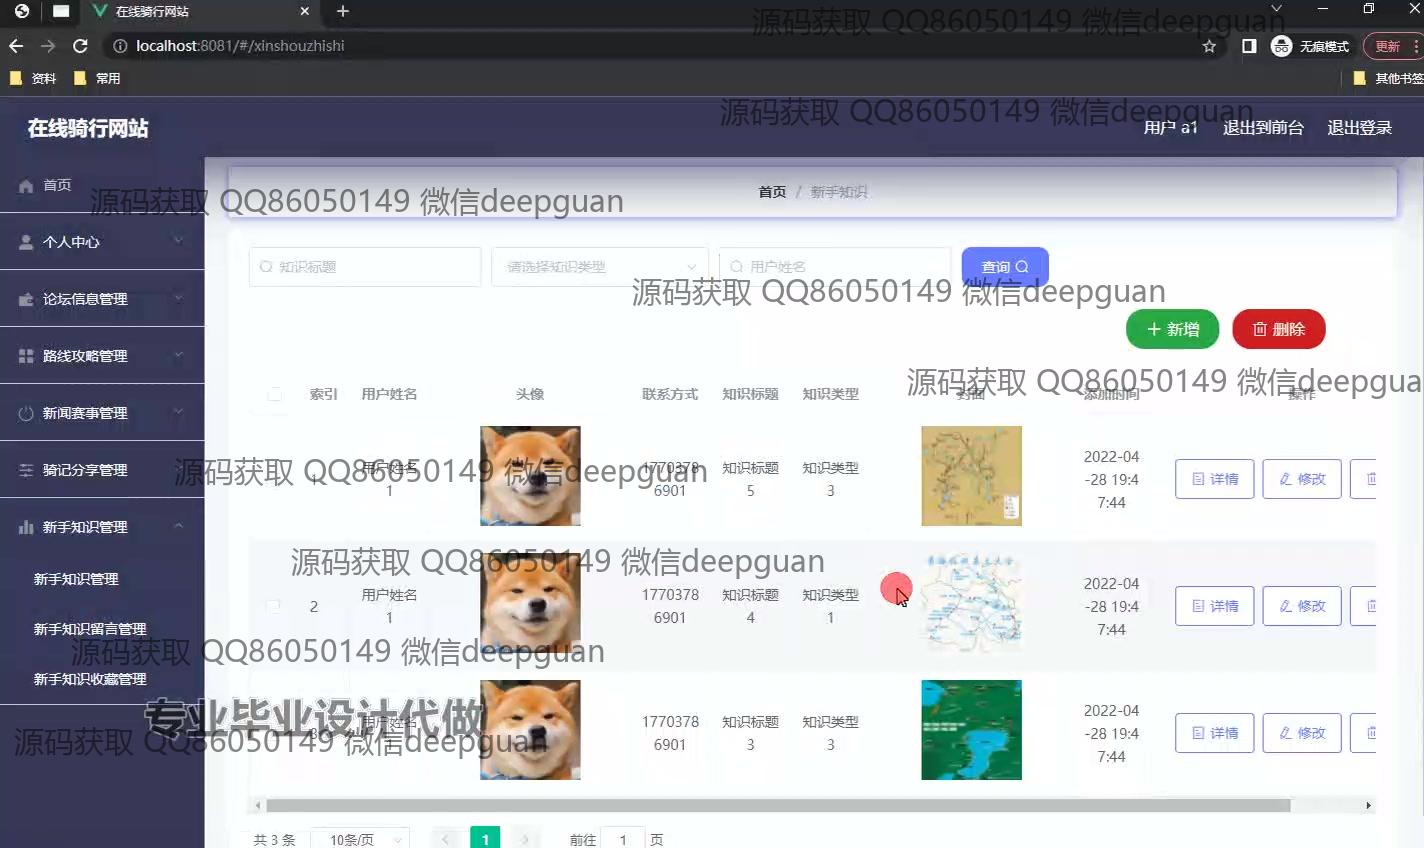 在线骑行网站
源码获取 QQ86050149 微信deepguan
localhost:8081/#/xinshouzhishi
无痕模式
更新
资料
常用
其他书签
源码获取 QQ86050149 微信deepguan
在线骑行网站
用户 a1
退出到前台
退出登录
首页
个人中心
论坛信息管理
路线攻略管理
新闻赛事管理
骑记分享管理
新手知识管理
新手知识管理
新手知识留言管理
新手知识收藏管理
首页 / 新手知识
源码获取 QQ86050149 微信deepguan
知识标题
请选择知识类型
用户姓名
查询
源码获取 QQ86050149 微信deepguan
+ 新增
删除
源码获取 QQ86050149 微信deepgua
索引 用户姓名 头像 联系方式 知识标题 知识类型 封面 添加时间 操作
1 用户姓名 1770378 知识标题 知识类型 2022-04
1 6901 5 3 -28 19:4
7:44
详情 修改
源码获取 QQ86050149 微信deepguan
源码获取 QQ86050149 微信deepguan
2 用户姓名 1770378 知识标题 知识类型 2022-04
1 6901 4 1 -28 19:4
7:44
详情 修改
源码获取 QQ86050149 微信deepguan
专业毕业设计代做
3 用户姓名 1770378 知识标题 知识类型 2022-04
6901 3 3 -28 19:4
7:44
详情 修改
源码获取 QQ86050149 微信deepguan
共 3 条 10条/页 1 前往 1 页